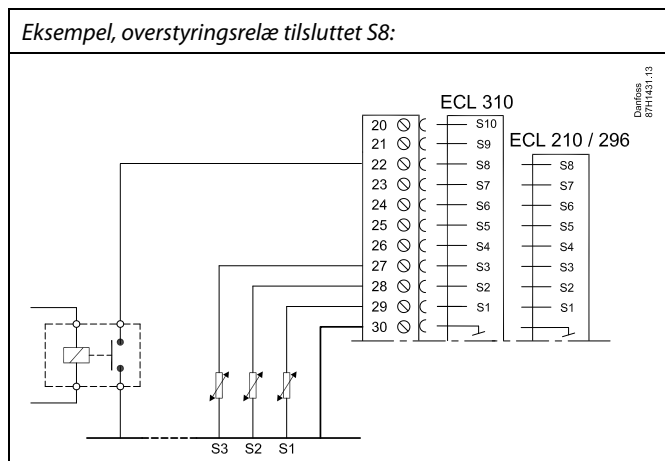 Eksempel, overstyringsrelæ tilsluttet S8:
Danfoss
87H1431.13
ECL 310
ECL 210 / 296
20 S10
21 S9
22 S8 S8
23 S7 S7
24 S6 S6
25 S5 S5
26 S4 S4
27 S3 S3
28 S2 S2
29 S1 S1
30
S3 S2 S1